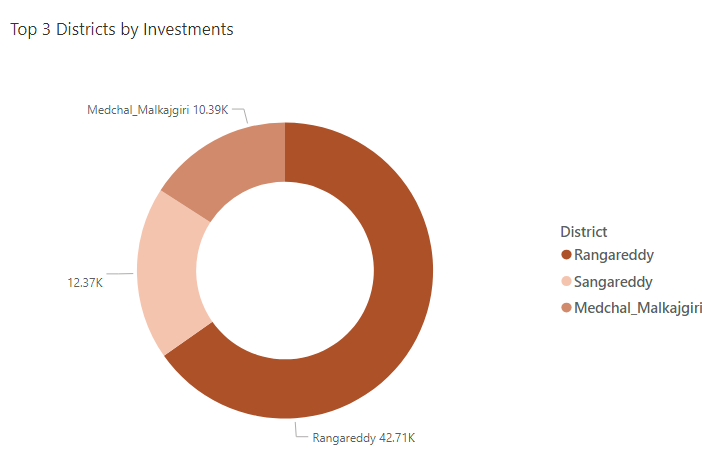 Top 3 Districts by Investments
Medchal_Malkajgiri 10.39K
12.37K
Rangareddy 42.71K
District
Rangareddy
Sangareddy
Medchal_Malkajgiri